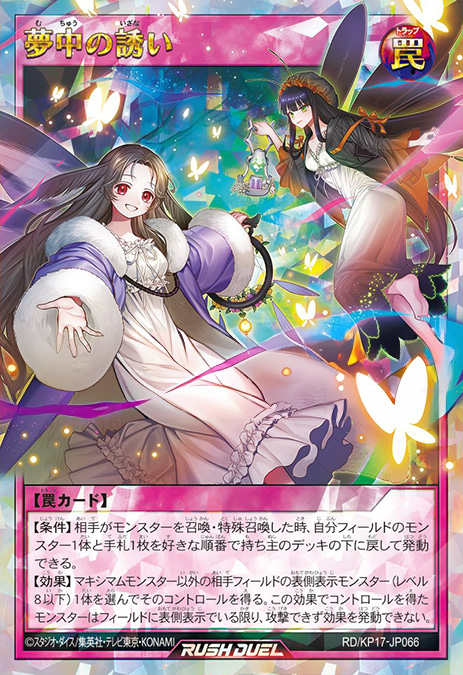 夢中の誘い
む ちゅう いざな
トラップ
罠
【罠カード】
【条件】相手がモンスターを召喚・特殊召喚した時、自分フィールドのモン
スター1体と手札1枚を好きな順番で持ち主のデッキの下に戻して発動
できる。
【効果】マキシマムモンスター以外の相手フィールドの表側表示モンスター（レベル
8以下）1体を選んでそのコントロールを得る。この効果でコントロールを得た
モンスターはフィールドに表側表示でいる限り、攻撃できず効果を発動できない。
©スタジオ・ダイス/集英社・テレビ東京・KONAMI
RUSH DUEL
RD/KP17-JP066